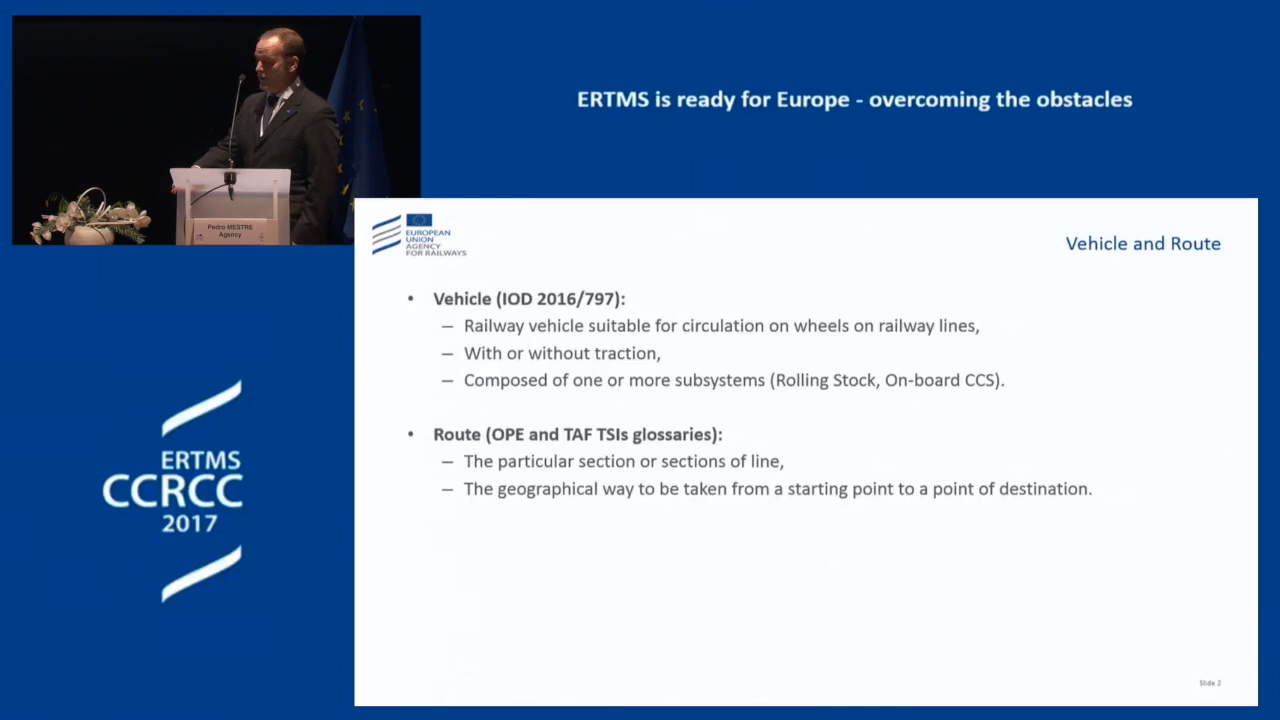 ERTMS is ready for Europe - overcoming the obstacles
Pedro MESTRE
Agency
EUROPEAN
UNION
AGENCY
FOR RAILWAYS
Vehicle and Route
• Vehicle (IOD 2016/797):
– Railway vehicle suitable for circulation on wheels on railway lines,
– With or without traction,
– Composed of one or more subsystems (Rolling Stock, On-board CCS).
• Route (OPE and TAF TSIs glossaries):
– The particular section or sections of line,
– The geographical way to be taken from a starting point to a point of destination.
ERTMS
CCRCC
2017
Slide 2